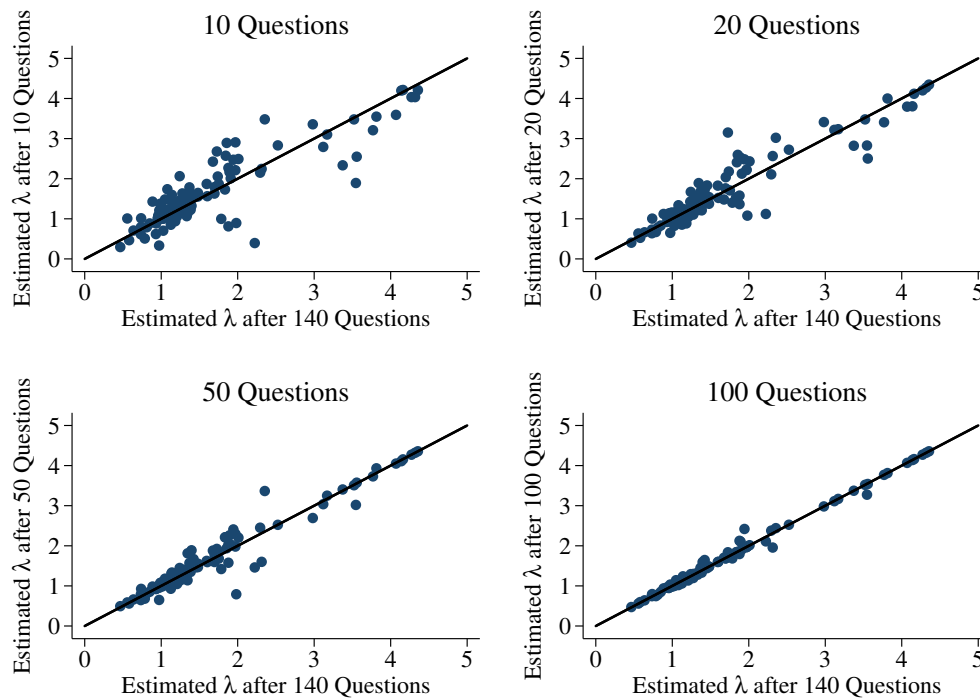 10 Questions
Estimated λ after 10 Questions
5
4
3
2
1
0
0 1 2 3 4 5
Estimated λ after 140 Questions
20 Questions
Estimated λ after 20 Questions
5
4
3
2
1
0
0 1 2 3 4 5
Estimated λ after 140 Questions
50 Questions
Estimated λ after 50 Questions
5
4
3
2
1
0
0 1 2 3 4 5
Estimated λ after 140 Questions
100 Questions
Estimated λ after 100 Questions
5
4
3
2
1
0
0 1 2 3 4 5
Estimated λ after 140 Questions